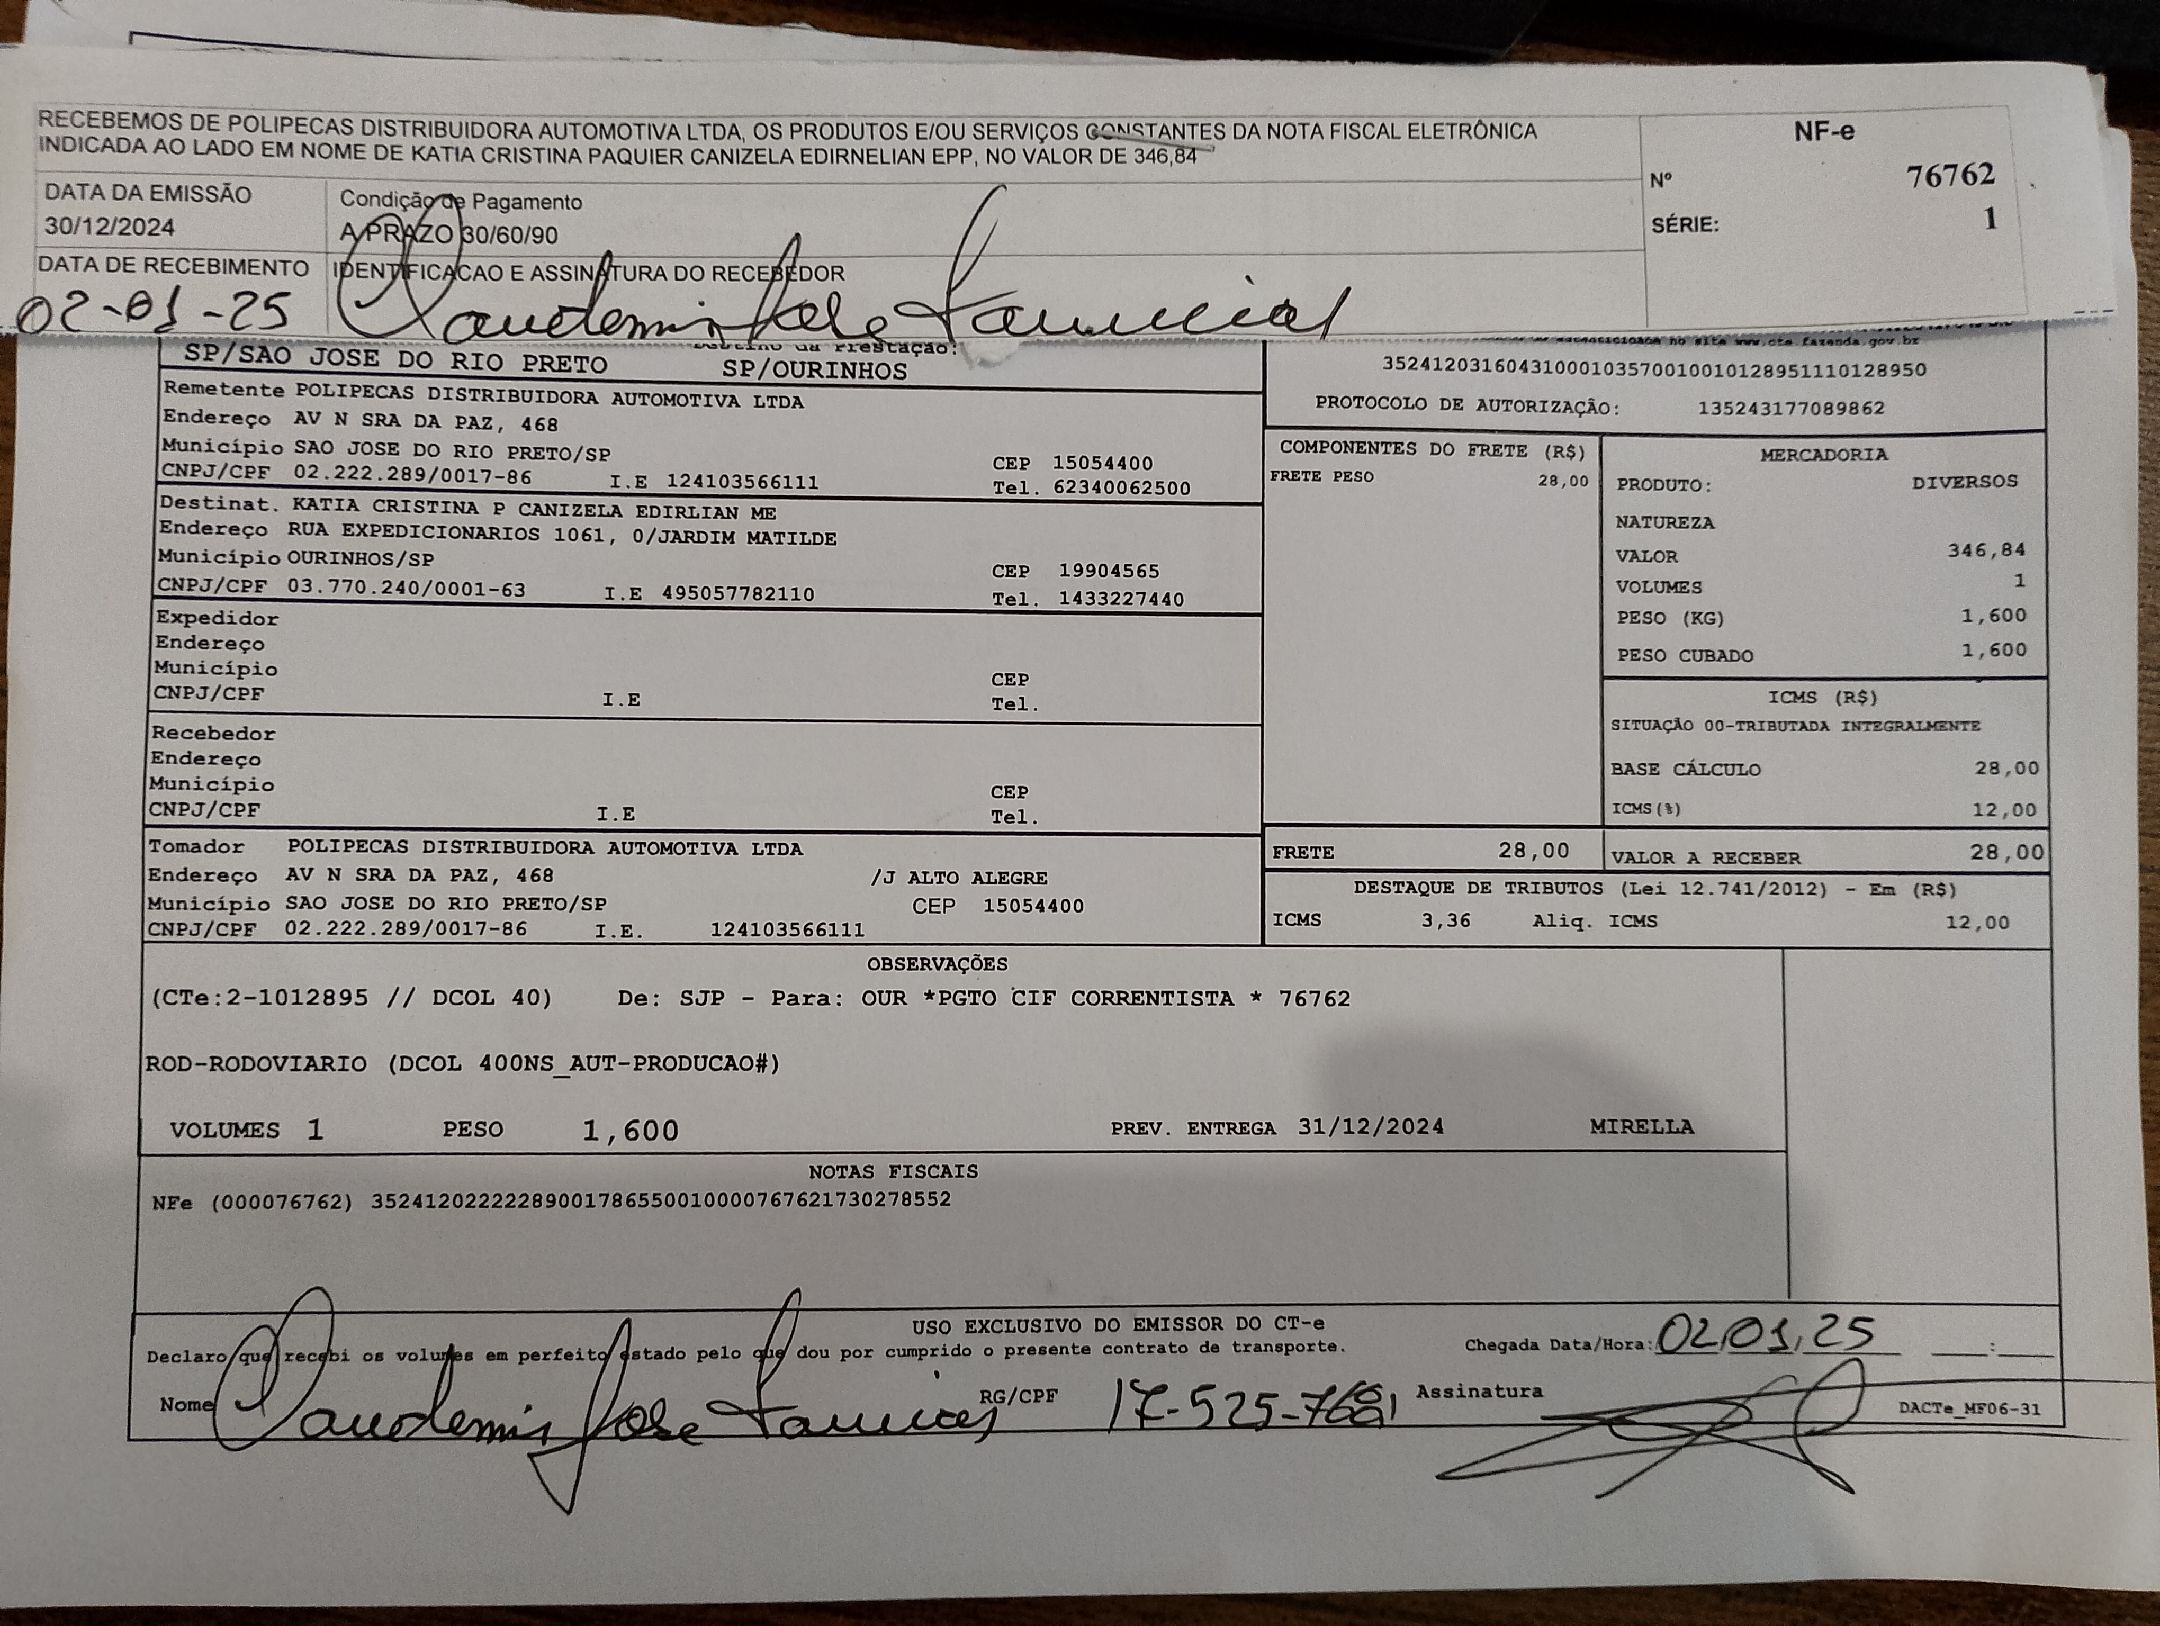 RECEBEMOS DE POLIPECAS DISTRIBUIDORA AUTOMOTIVA LTDA, OS PRODUTOS E/OU SERVIÇOS CONSTANTES DA NOTA FISCAL ELETRÔNICA
INDICADA AO LADO EM NOME DE KATIA CRISTINA PAQUIER CANIZELA EDIRNELIAN EPP, NO VALOR DE 346,84
NF-e
Nº 76762
SÉRIE: 1
DATA DA EMISSÃO
30/12/2024
Condição de Pagamento
A PRAZO 30/60/90
DATA DE RECEBIMENTO
02-01-25
IDENTIFICACAO E ASSINATURA DO RECEBEDOR
da Prestação:
SP/SAO JOSE DO RIO PRETO SP/OURINHOS
no site www.cte.fazenda.gov.br
35241203160431000103570010010128951110128950
PROTOCOLO DE AUTORIZAÇÃO: 135243177089862
Remetente POLIPECAS DISTRIBUIDORA AUTOMOTIVA LTDA
Endereço AV N SRA DA PAZ, 468
Município SAO JOSE DO RIO PRETO/SP CEP 15054400
CNPJ/CPF 02.222.289/0017-86 I.E 124103566111 Tel. 62340062500
Destinat. KATIA CRISTINA P CANIZELA EDIRLIAN ME
Endereço RUA EXPEDICIONARIOS 1061, 0/JARDIM MATILDE
Município OURINHOS/SP CEP 19904565
CNPJ/CPF 03.770.240/0001-63 I.E 495057782110 Tel. 1433227440
Expedidor
Endereço
Município CEP
CNPJ/CPF I.E Tel.
Recebedor
Endereço
Município CEP
CNPJ/CPF I.E Tel.
Tomador POLIPECAS DISTRIBUIDORA AUTOMOTIVA LTDA
Endereço AV N SRA DA PAZ, 468 /J ALTO ALEGRE
Município SAO JOSE DO RIO PRETO/SP CEP 15054400
CNPJ/CPF 02.222.289/0017-86 I.E. 124103566111
COMPONENTES DO FRETE (R$)
FRETE PESO 28,00
MERCADORIA
PRODUTO: DIVERSOS
NATUREZA
VALOR 346,84
VOLUMES 1
PESO (KG) 1,600
PESO CUBADO 1,600
ICMS (R$)
SITUAÇÃO 00-TRIBUTADA INTEGRALMENTE
BASE CÁLCULO 28,00
ICMS(%) 12,00
FRETE 28,00 VALOR A RECEBER 28,00
DESTAQUE DE TRIBUTOS (Lei 12.741/2012) - Em (R$)
ICMS 3,36 Aliq. ICMS 12,00
OBSERVAÇÕES
(CTe:2-1012895 // DCOL 40) De: SJP - Para: OUR *PGTO CIF CORRENTISTA * 76762
ROD-RODOVIARIO (DCOL 400NS_AUT-PRODUCAO#)
VOLUMES 1 PESO 1,600 PREV. ENTREGA 31/12/2024 MIRELLA
NOTAS FISCAIS
NFe (000076762) 35241202222289001786550010000767621730278552
USO EXCLUSIVO DO EMISSOR DO CT-e
Declaro que recebi os volumes em perfeito estado pelo que dou por cumprido o presente contrato de transporte. Chegada Data/Hora: 02/01/25 :
Nome RG/CPF Assinatura
DACTe_MF06-31